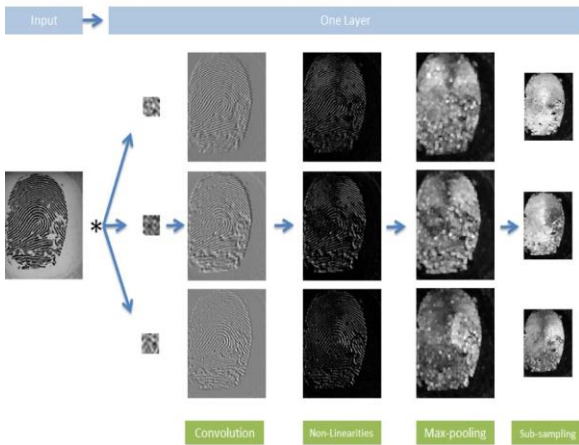 Input
One Layer
*
Convolution
Non-Linearities
Max-pooling
Sub-sampling